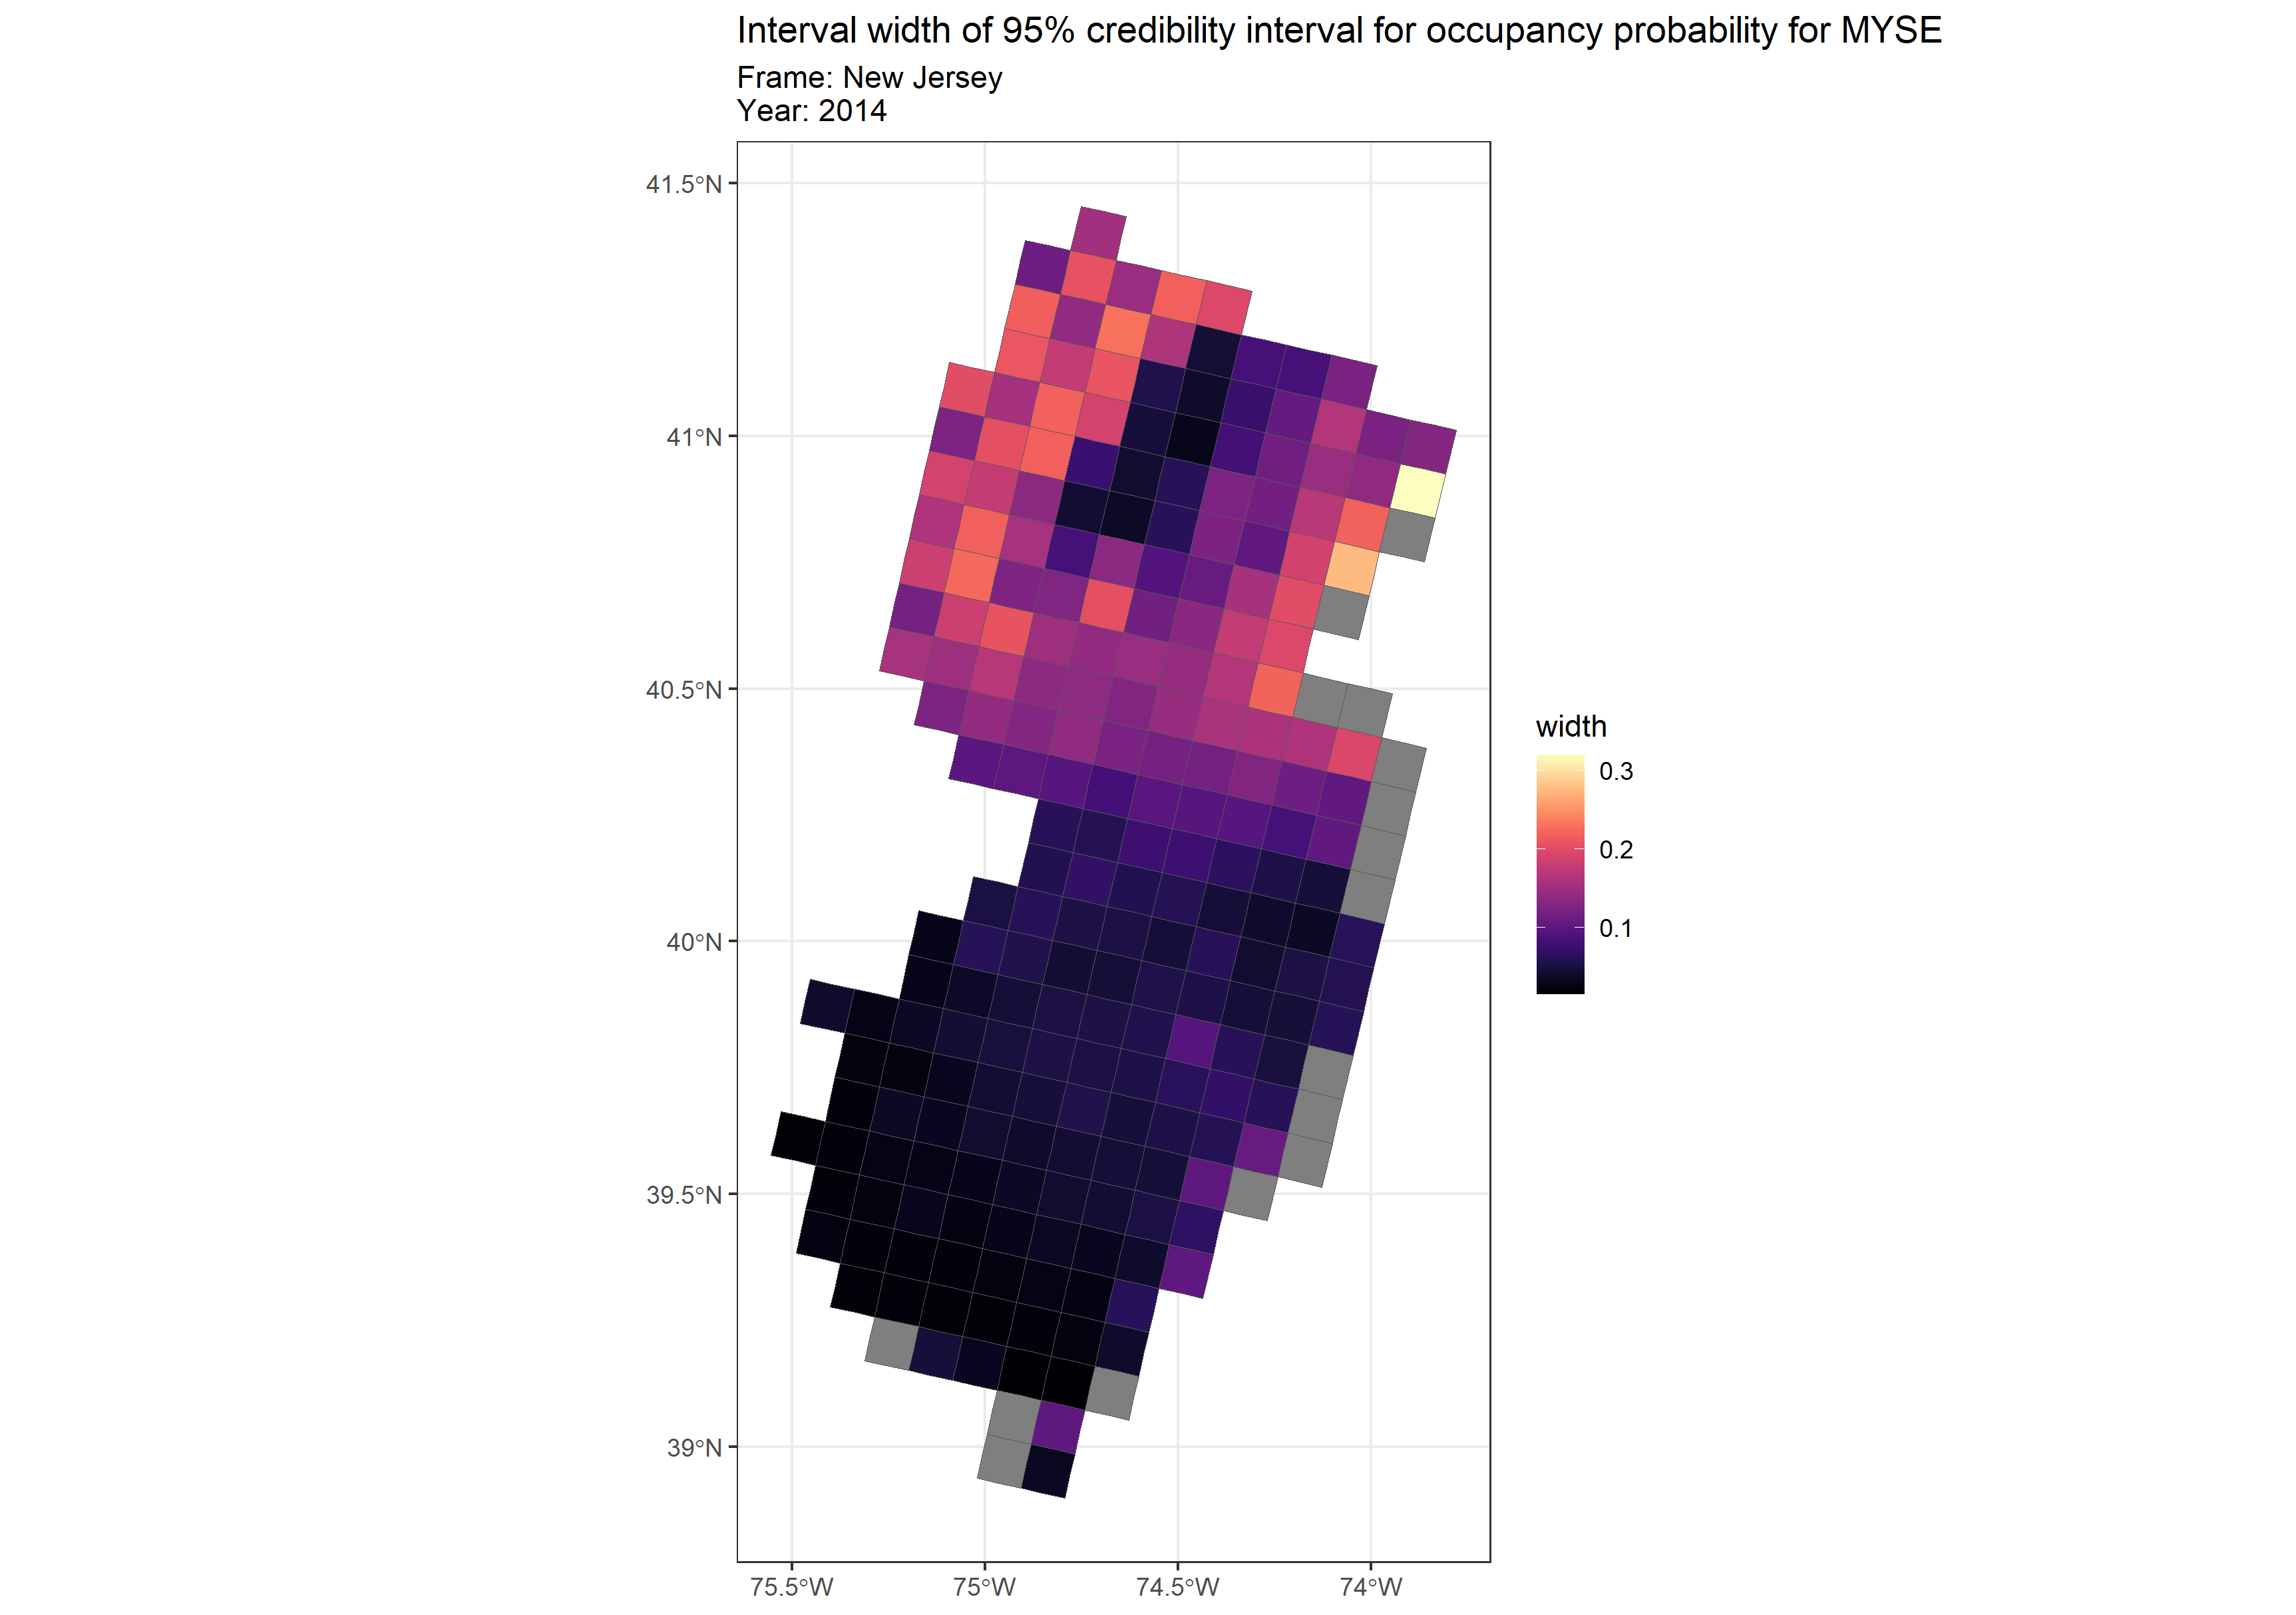 Interval width of 95% credibility interval for occupancy probability for MYSE
Frame: New Jersey
Year: 2014
41.5°N
41°N
40.5°N
40°N
39.5°N
39°N
75.5°W
75°W
74.5°W
74°W
width
0.3
0.2
0.1